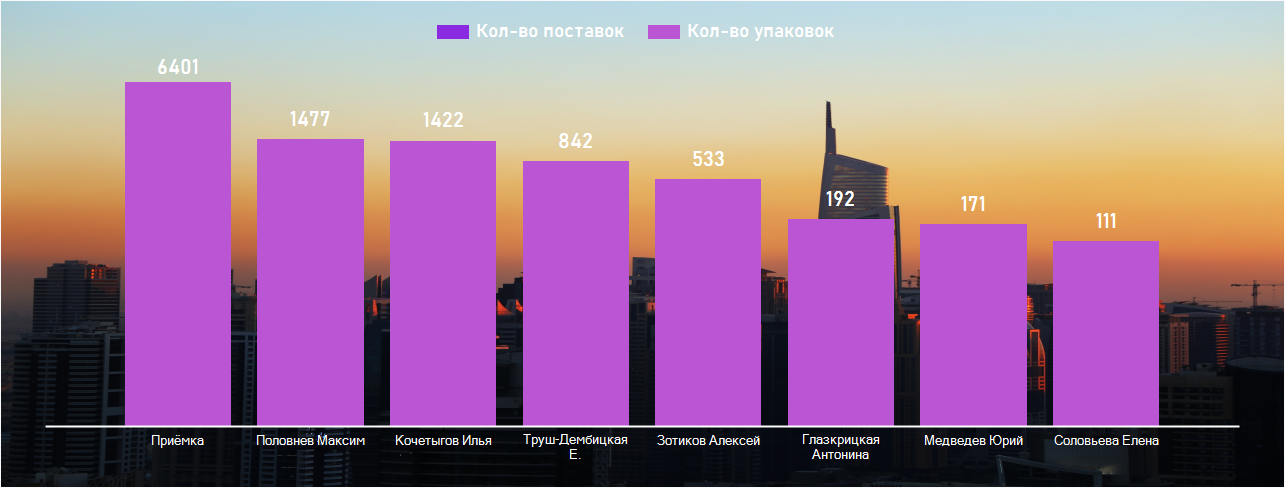 Кол-во поставок Кол-во упаковок
6401
1477
1422
842
533
192
171
111
Приёмка
Половнев Максим
Кочетыгов Илья
Труш-Дембицкая
Е.
Зотиков Алексей
Глазкрицкая
Антонина
Медведев Юрий
Соловьева Елена